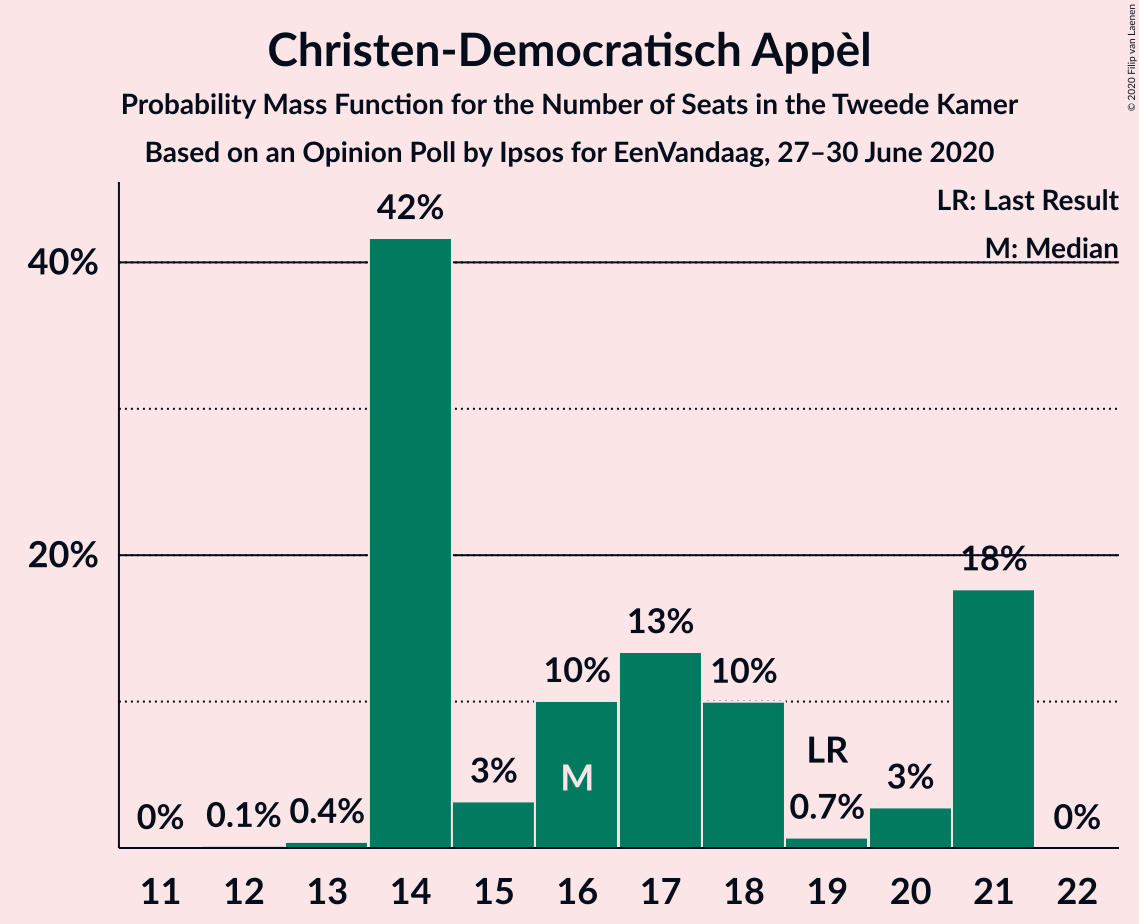 Christen-Democratisch Appèl
Probability Mass Function for the Number of Seats in the Tweede Kamer
Based on an Opinion Poll by Ipsos for EenVandaag, 27–30 June 2020
© 2020 Filip van Laenen
LR: Last Result
M: Median
40%
20%
42%
18%
13%
10%
10%
LR
M
3%
3%
0%
0.1%
0.4%
0.7%
0%
11 12 13 14 15 16 17 18 19 20 21 22